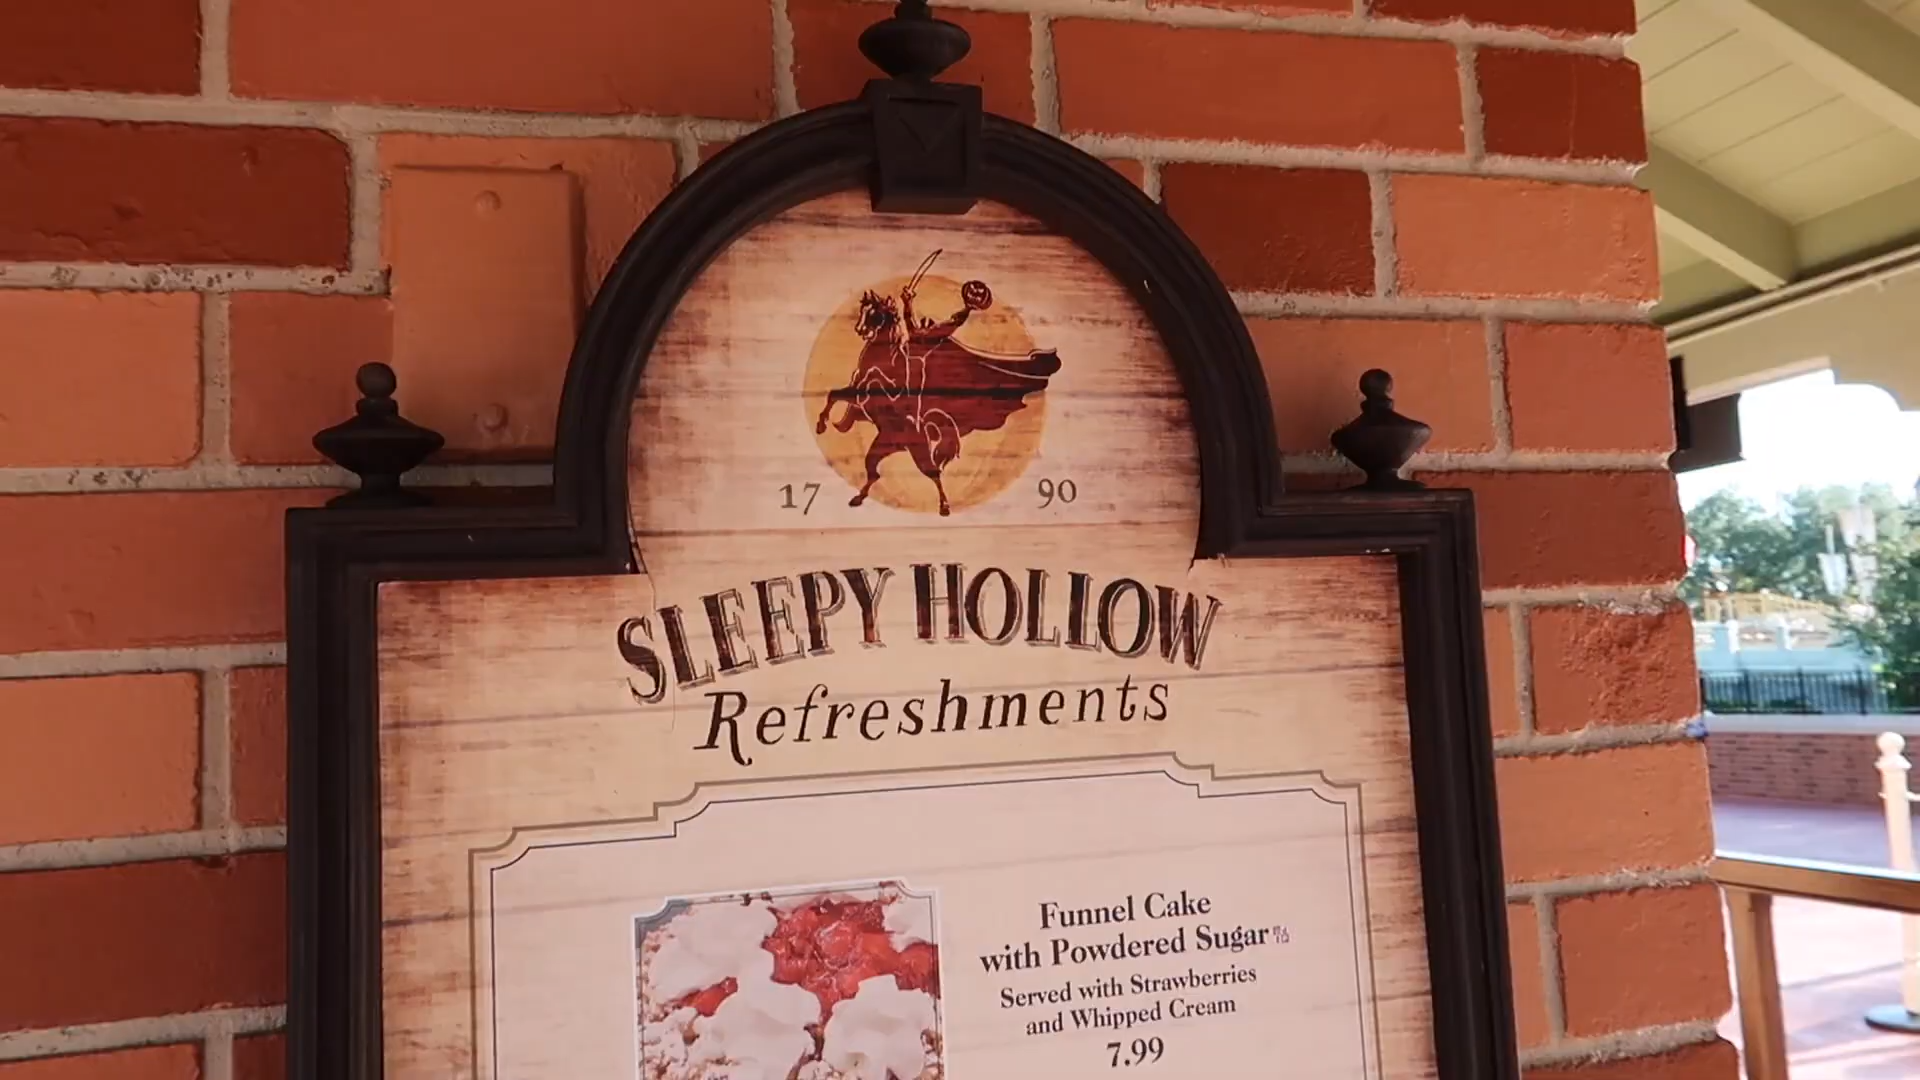 17 90
SLEEPY HOLLOW
Refreshments
Funnel Cake
with Powdered Sugar
Served with Strawberries
and Whipped Cream
7.99